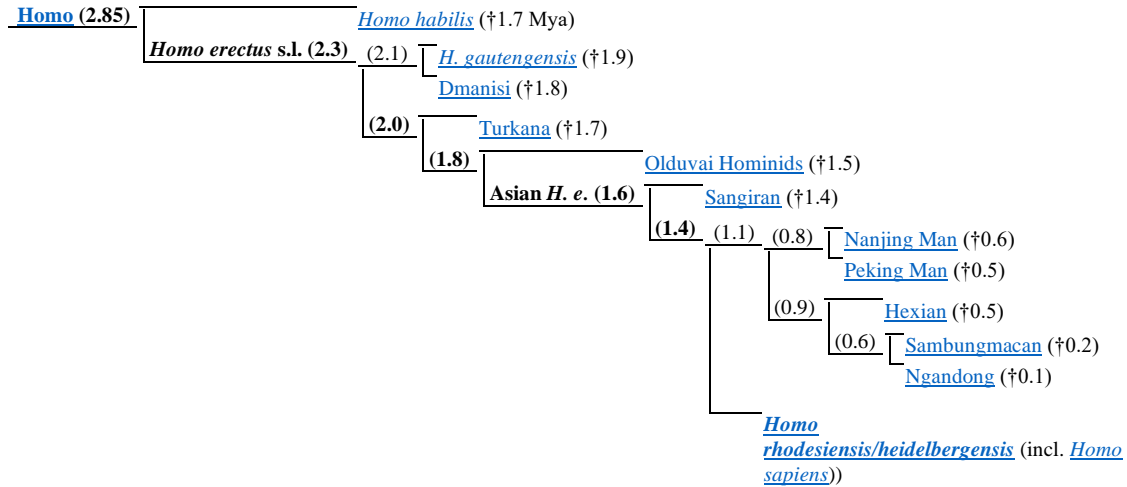 Homo (2.85)
Homo habilis (†1.7 Mya)
Homo erectus s.l. (2.3)
(2.1)
H. gautengensis (†1.9)
Dmanisi (†1.8)
(2.0)
Turkana (†1.7)
(1.8)
Olduvai Hominids (†1.5)
Asian H. e. (1.6)
Sangiran (†1.4)
(1.4)
(1.1)
(0.8)
Nanjing Man (†0.6)
Peking Man (†0.5)
(0.9)
Hexian (†0.5)
(0.6)
Sambungmacan (†0.2)
Ngandong (†0.1)
Homo
rhodesiensis/heidelbergensis (incl. Homo
sapiens))